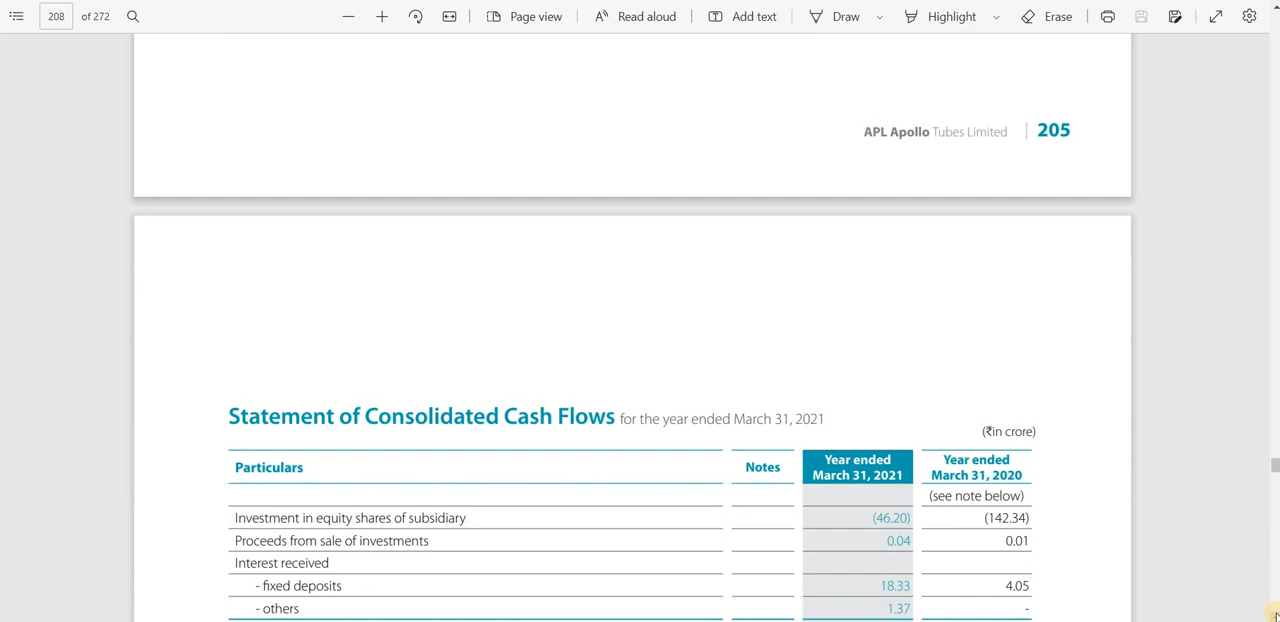 208 of 272 Page view Read aloud Add text Draw Highlight Erase
APL Apollo Tubes Limited | 205
Statement of Consolidated Cash Flows for the year ended March 31, 2021
(₹in crore)
Particulars Notes Year ended March 31, 2021 Year ended March 31, 2020
(see note below)
Investment in equity shares of subsidiary (46.20) (142.34)
Proceeds from sale of investments 0.04 0.01
Interest received
- fixed deposits 18.33 4.05
- others 1.37 -